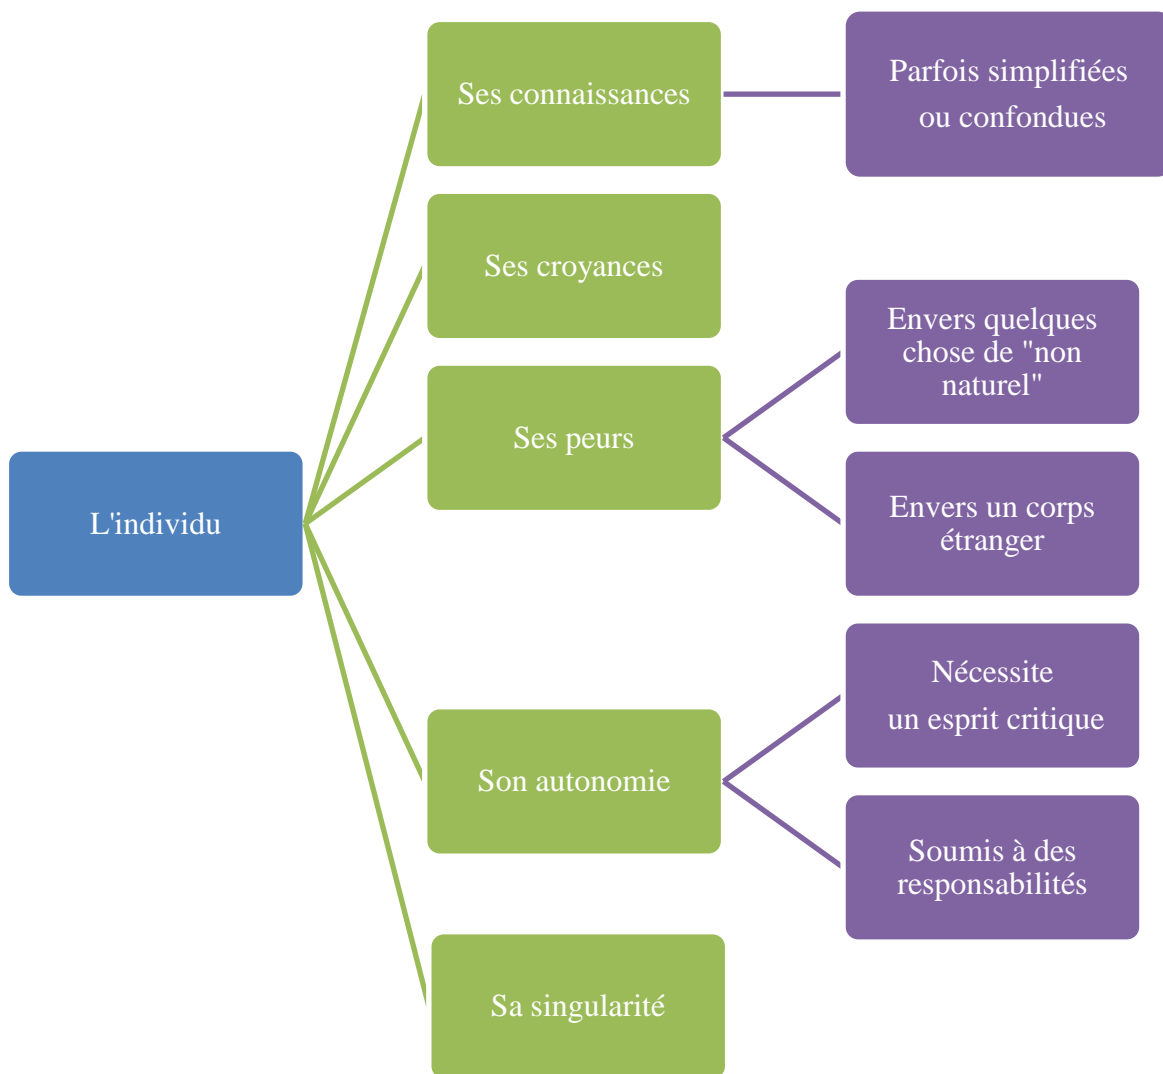 L'individu
Ses connaissances
Parfois simplifiées
ou confondues
Ses croyances
Ses peurs
Envers quelques
chose de "non
naturel"
Envers un corps
étranger
Son autonomie
Nécessite
un esprit critique
Soumis à des
responsabilités
Sa singularité